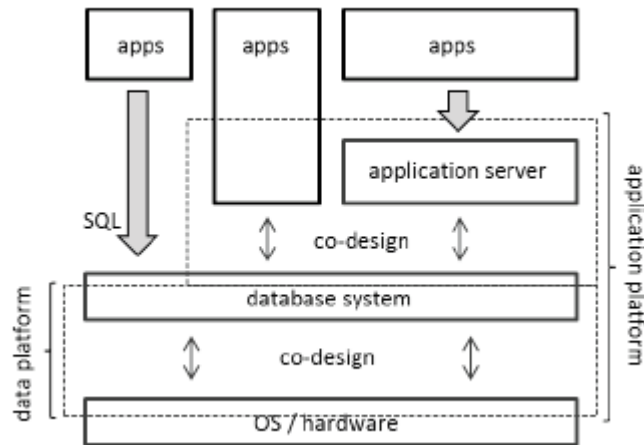 apps
apps
apps
application server
SQL
co-design
database system
co-design
OS / hardware
data platform
application platform